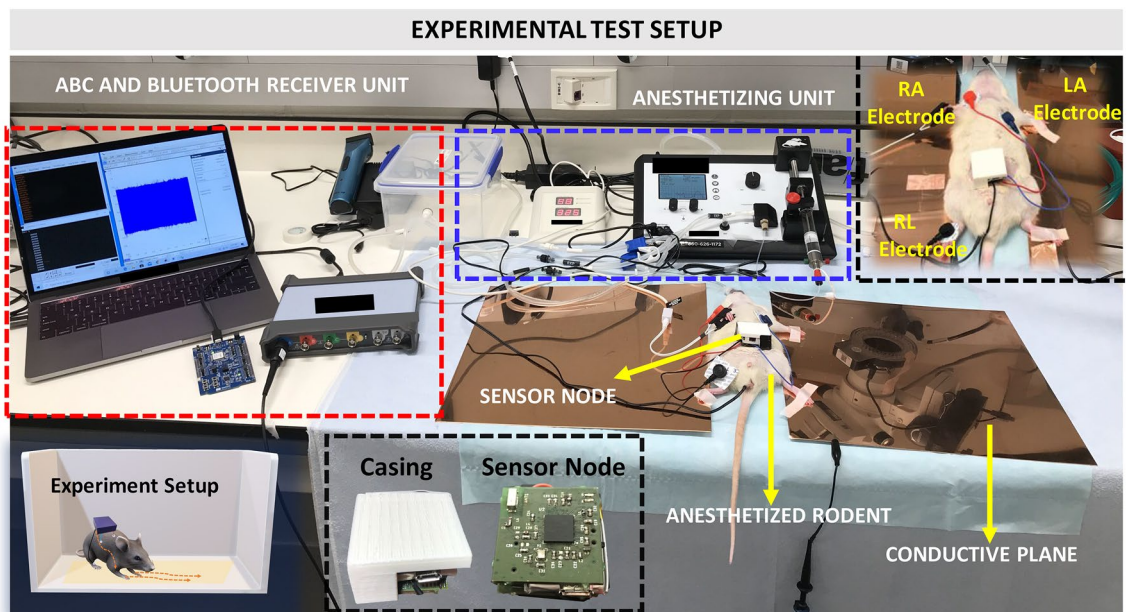 EXPERIMENTAL TEST SETUP
ABC AND BLUETOOTH RECEIVER UNIT
ANESTHETIZING UNIT
RA
Electrode
LA
Electrode
RL
Electrode
SENSOR NODE
ANESTHETIZED RODENT
CONDUCTIVE PLANE
Experiment Setup
Casing
Sensor Node